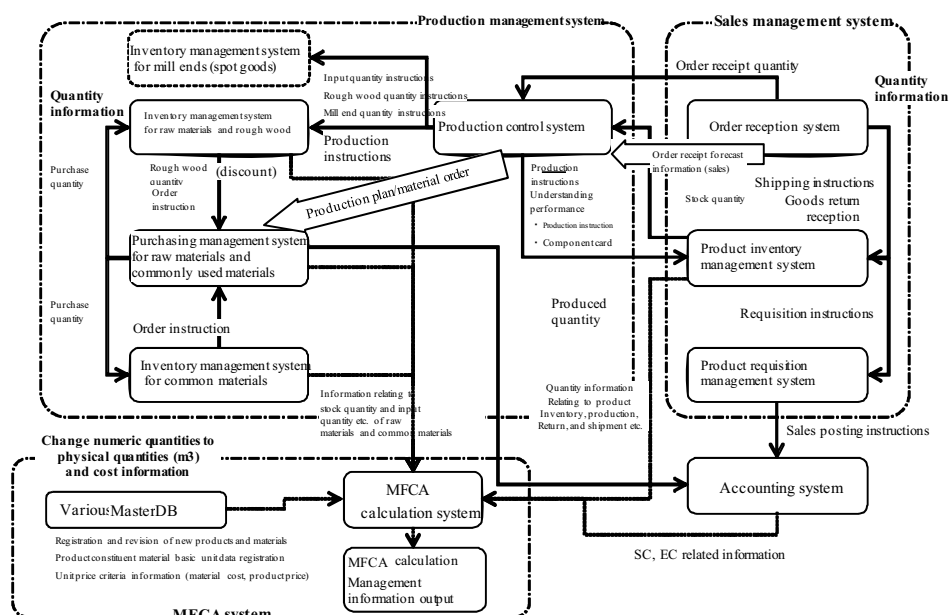 Production management system
Sales management system
Inventory management system
for mill ends (spot goods)
Input quantity instructions
Rough wood quantity instructions
Mill end quantity instructions
Order receipt quantity
Quantity
information
Quantity
information
Inventory management system
for raw materials and rough wood
Production control system
Order reception system
Production
instructions
Order receipt forecast
information (sales)
Purchase
quantity
Rough wood
quantity
Order
instruction
(discount)
Production plan/material order
Production
instructions
Understanding
performance
・ Production instruction
・ Component card
Stock quantity
Shipping instructions
Goods return
reception
Purchasing management system
for raw materials and
commonly used materials
Product inventory
management system
Purchase
quantity
Order instruction
Produced
quantity
Requisition instructions
Inventory management system
for common materials
Product requisition
management system
Information relating to
stock quantity and input
quantity etc. of raw
materials and common materials
Quantity information
Relating to product
Inventory, production,
Return, and shipment etc.
Sales posting instructions
Change numeric quantities to
physical quantities (m3)
and cost information
Various MasterDB
MFCA
calculation system
Accounting system
Registration and revision of new products and materials
Product constituent material basic unit data registration
Unit price criteria information (material cost, product price)
SC, EC related information
MFCA calculation
Management
information output
MFCA system